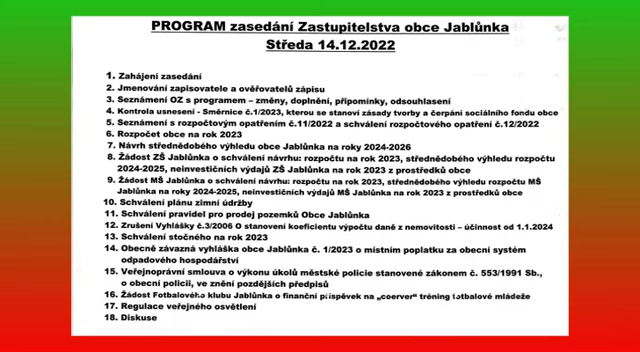 PROGRAM zasedání Zastupitelstva obce Jablůnka
Středa 14.12.2022
1. Zahájení zasedání
2. Jmenování zapisovatele a ověřovatelů zápisu
3. Seznámení OZ s programem – změny, doplnění, připomínky, odsouhlasení
4. Kontrola usnesení - Směrnice č.1/2023, kterou se stanoví zásady tvorby a čerpání sociálního fondu obce
5. Seznámení s rozpočtovým opatřením č.11/2022 a schválení rozpočtového opatření č.12/2022
6. Rozpočet obce na rok 2023
7. Návrh střednědobého výhledu obce Jablůnka na roky 2024-2026
8. Žádost ZŠ Jablůnka o schválení návrhu: rozpočtu na rok 2023, střednědobého výhledu rozpočtu
2024-2025, neinvestičních výdajů ZŠ Jablůnka na rok 2023 z prostředků obce
9. Žádost MŠ Jablůnka o schválení návrhu: rozpočtu na rok 2023, střednědobého výhledu rozpočtu MŠ
Jablůnka na roky 2024-2025, neinvestičních výdajů MŠ Jablůnka na rok 2023 z prostředků obce
10. Schválení plánu zimní údržby
11. Schválení pravidel pro prodej pozemků Obce Jablůnka
12. Zrušení Vyhlášky č.3/2006 O stanovení koeficientu výpočtu daně z nemovitosti – účinnost od 1.1.2024
13. Schválení stočného na rok 2023
14. Obecně závazná vyhláška obce Jablůnka č. 1/2023 o místním poplatku za obecní systém
odpadového hospodářství
15. Veřejnoprávní smlouva o výkonu úkolů městské policie stanovené zákonem č. 553/1991 Sb.,
o obecní policii, ve znění pozdějších předpisů
16. Žádost Fotbalového klubu Jablůnka o finanční příspěvek na „coerver“ tréning fotbalové mládeže
17. Regulace veřejného osvětlení
18. Diskuse